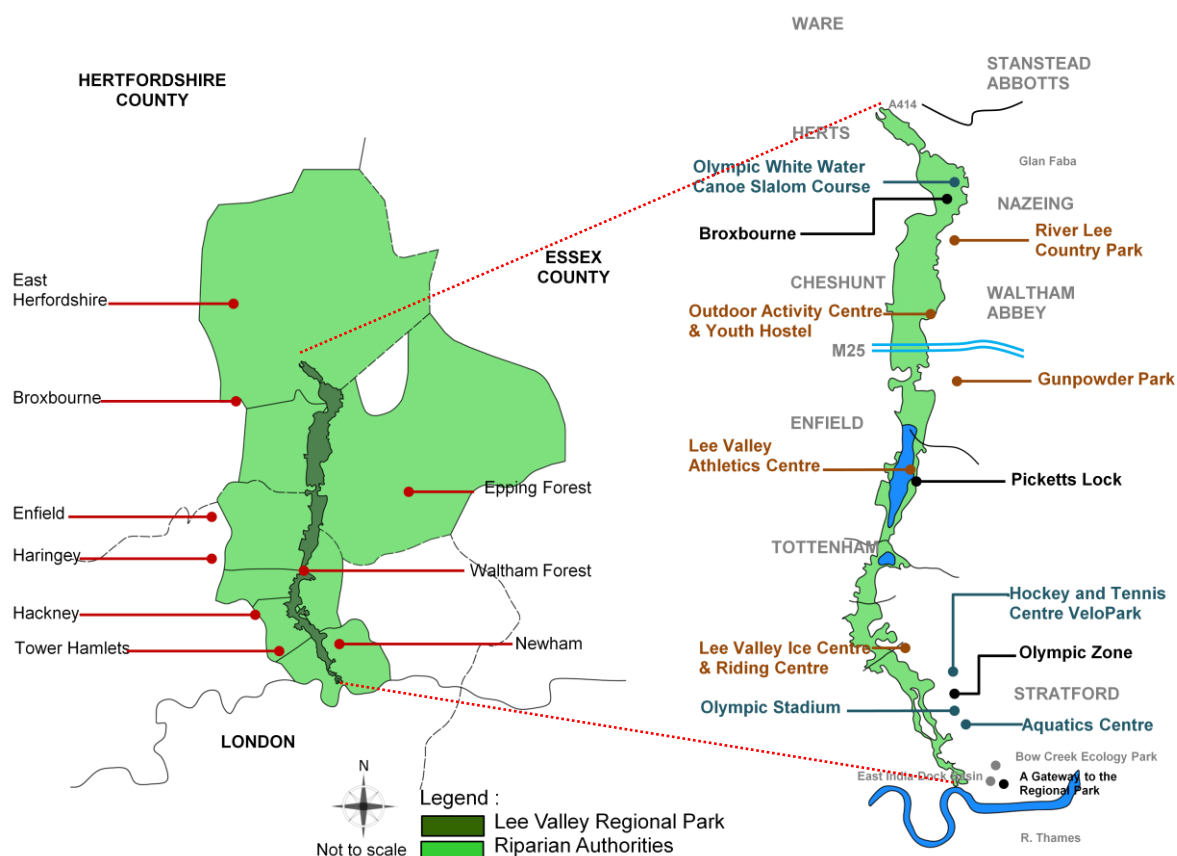 WARE
STANSTEAD
ABBOTTS
HERTFORDSHIRE
COUNTY
A414
HERTS
Olympic White Water
Canoe Slalom Course
Glan Faba
NAZEING
Broxbourne
River Lee
Country Park
ESSEX
COUNTY
East
Herfordshire
CHESHUNT
WALTHAM
ABBEY
Outdoor Activity Centre
& Youth Hostel
M25
Gunpowder Park
Broxbourne
ENFIELD
Lee Valley
Athletics Centre
Picketts Lock
Epping Forest
Enfield
Haringey
TOTTENHAM
Waltham Forest
Hackney
Hockey and Tennis
Centre VeloPark
Tower Hamlets
Newham
Lee Valley Ice Centre
& Riding Centre
Olympic Zone
STRATFORD
Olympic Stadium
Aquatics Centre
LONDON
Bow Creek Ecology Park
East India Dock Basin
A Gateway to the
Regional Park
N
Legend :
Lee Valley Regional Park
Riparian Authorities
Not to scale
R. Thames